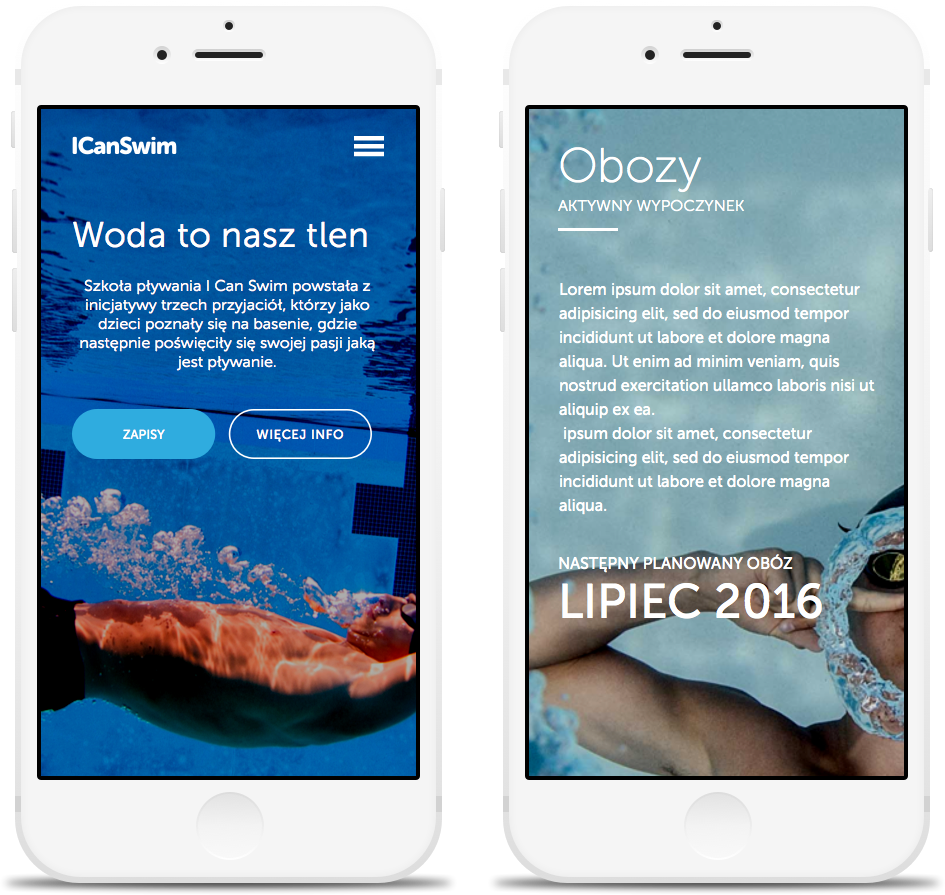 ICanSwim
Woda to nasz tlen
Szkoła pływania I Can Swim powstała z
inicjatywy trzech przyjaciół, którzy jako
dzieci poznały się na basenie, gdzie
następnie poświęciły się swojej pasji jaką
jest pływanie.
ZAPISY
WIĘCEJ INFO
Obozy
AKTYWNY WYPOCZYNEK
Lorem ipsum dolor sit amet, consectetur
adipisicing elit, sed do eiusmod tempor
incididunt ut labore et dolore magna
aliqua. Ut enim ad minim veniam, quis
nostrud exercitation ullamco laboris nisi ut
aliquip ex ea.
ipsum dolor sit amet, consectetur
adipisicing elit, sed do eiusmod tempor
incididunt ut labore et dolore magna
aliqua.
NASTĘPNY PLANOWANY OBÓZ
LIPIEC 2016